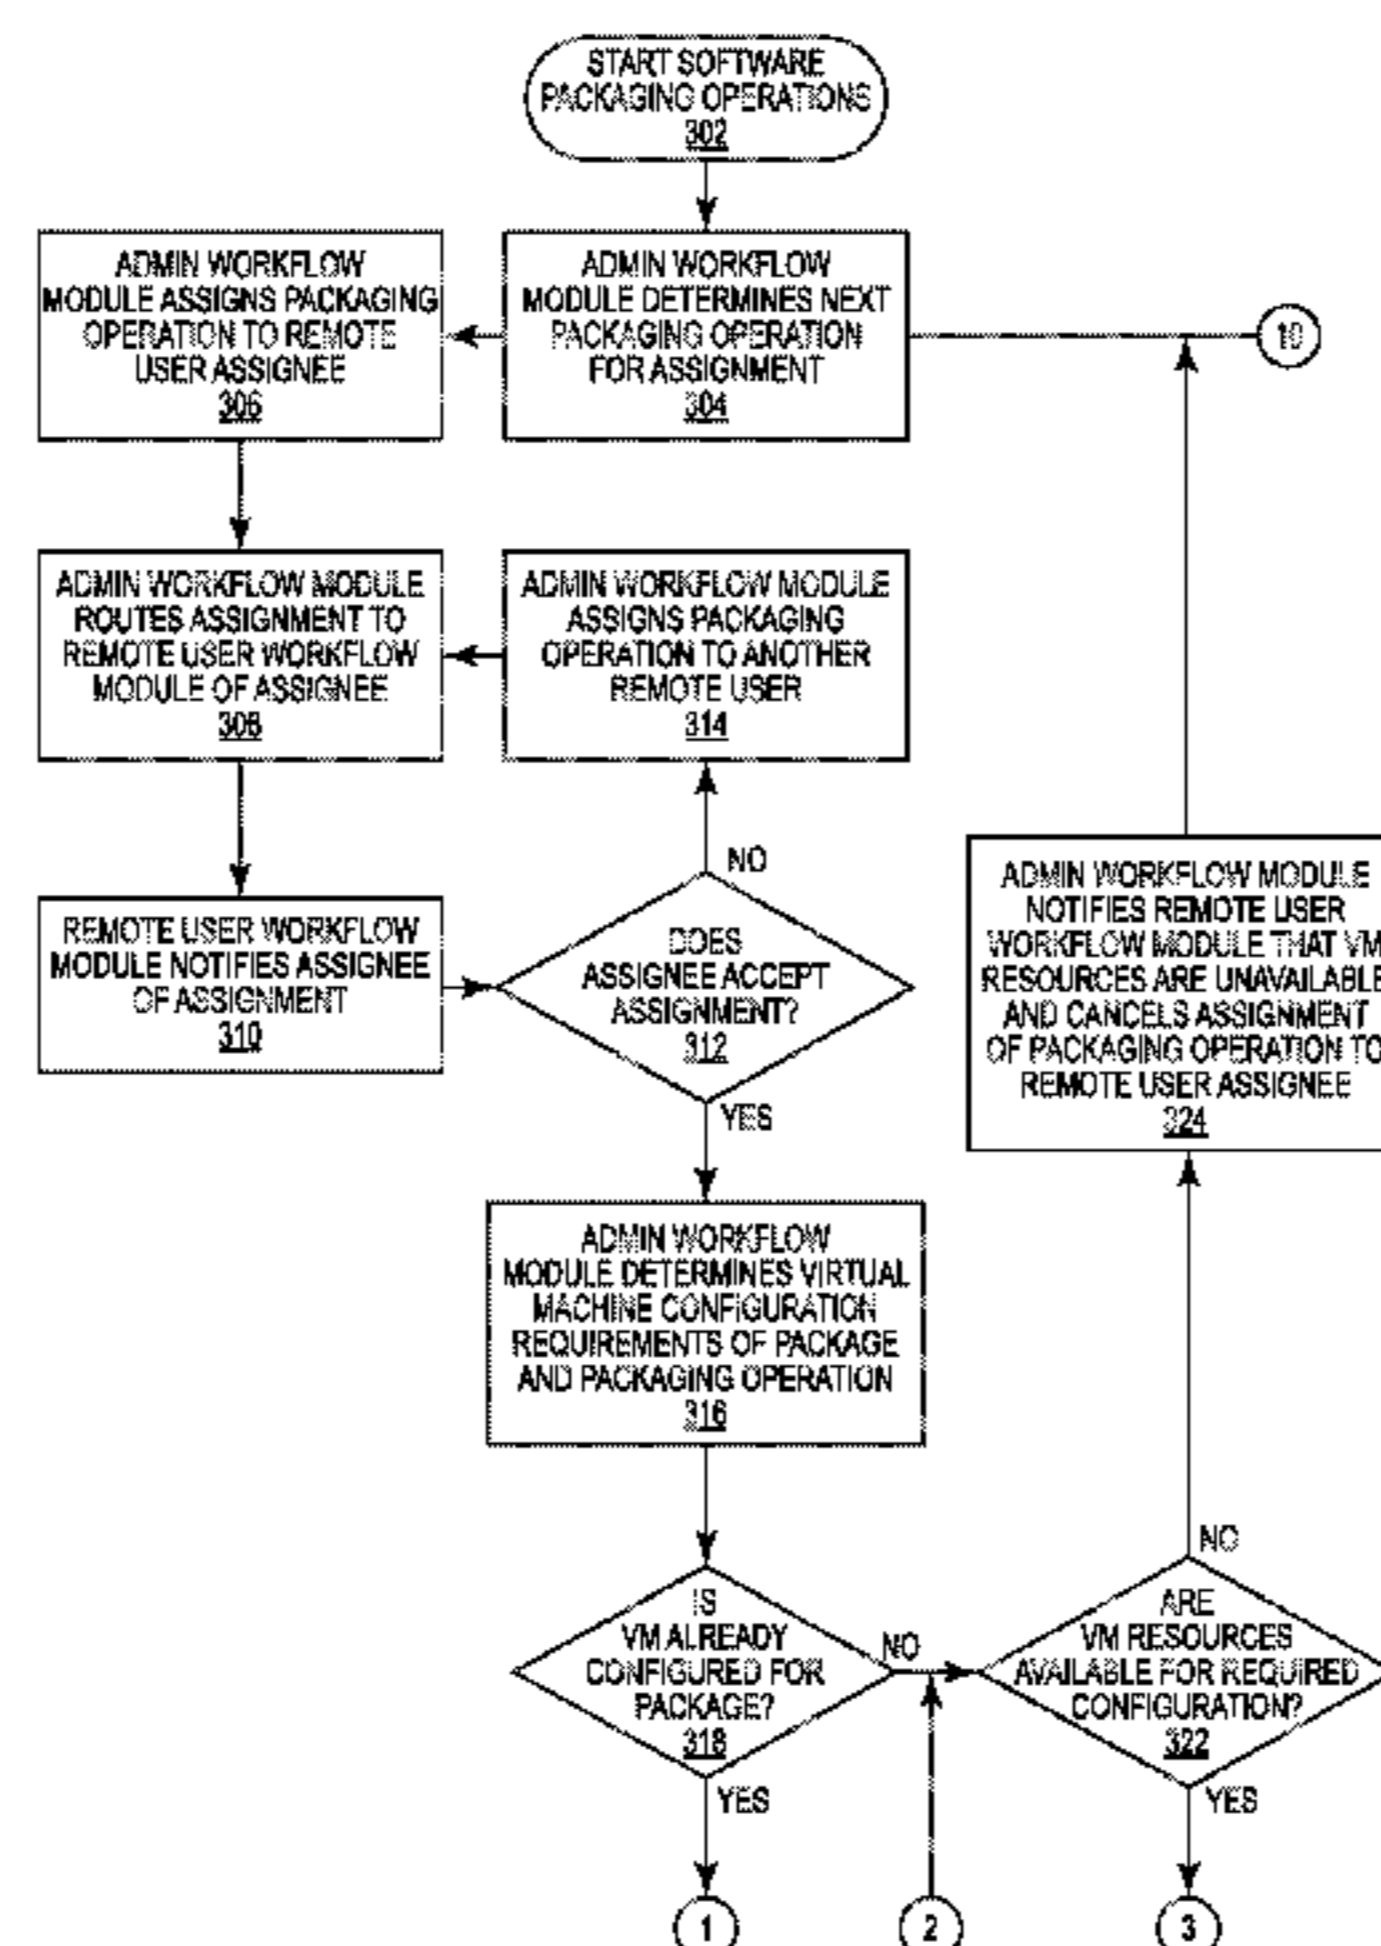 START SOFTWARE
PACKAGING OPERATIONS
302
ADMIN WORKFLOW
MODULE ASSIGNS PACKAGING
OPERATION TO REMOTE
USER ASSIGNEE
306
ADMIN WORKFLOW
MODULE DETERMINES NEXT
PACKAGING OPERATION
FOR ASSIGNMENT
304
10
ADMIN WORKFLOW MODULE
ROUTES ASSIGNMENT TO
REMOTE USER WORKFLOW
MODULE OF ASSIGNEE
308
ADMIN WORKFLOW MODULE
ASSIGNS PACKAGING
OPERATION TO ANOTHER
REMOTE USER
314
REMOTE USER WORKFLOW
MODULE NOTIFIES ASSIGNEE
OF ASSIGNMENT
310
NO
DOES
ASSIGNEE ACCEPT
ASSIGNMENT?
312
YES
ADMIN WORKFLOW MODULE
NOTIFIES REMOTE USER
WORKFLOW MODULE THAT VM
RESOURCES ARE UNAVAILABLE
AND CANCELS ASSIGNMENT
OF PACKAGING OPERATION TO
REMOTE USER ASSIGNEE
324
ADMIN WORKFLOW
MODULE DETERMINES VIRTUAL
MACHINE CONFIGURATION
REQUIREMENTS OF PACKAGE
AND PACKAGING OPERATION
316
IS
VM ALREADY
CONFIGURED FOR
PACKAGE?
318
NO
YES
NO
ARE
VM RESOURCES
AVAILABLE FOR REQUIRED
CONFIGURATION?
322
YES
1
2
3